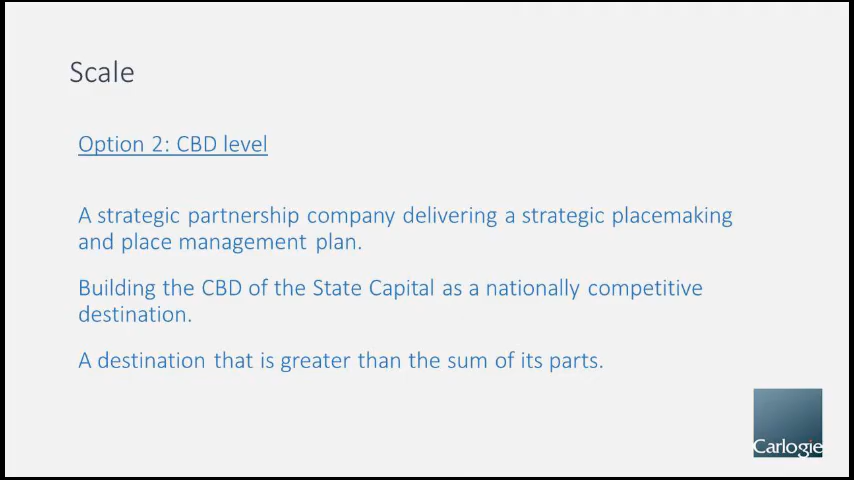 Scale
Option 2: CBD level
A strategic partnership company delivering a strategic placemaking
and place management plan.
Building the CBD of the State Capital as a nationally competitive
destination.
A destination that is greater than the sum of its parts.
Carlogie